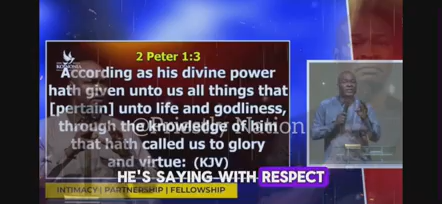 KOINONIA
2 Peter 1:3
According as his divine power
hath given unto us all things that
[pertain] unto life and godliness,
through the knowledge of him
that hath called us to glory
and virtue: (KJV)
HE'S SAYING WITH RESPECT
INTIMACY | PARTNERSHIP | FELLOWSHIP